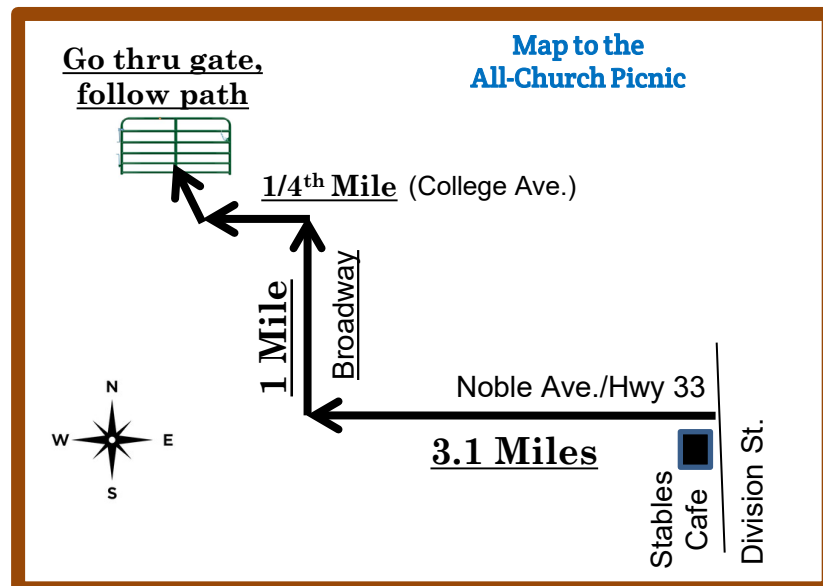 Map to the
All-Church Picnic
Go thru gate,
follow path
1/4th Mile (College Ave.)
1 Mile
Broadway
Noble Ave./Hwy 33
3.1 Miles
Stables
Cafe
Division St.
N
W
E
S